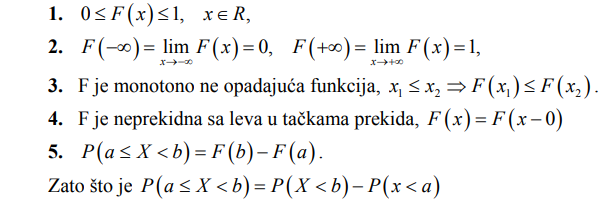 1. 0 ≤ F(x) ≤ 1, x ∈ R,
2. F(−∞) = lim_{x→−∞} F(x) = 0, F(+∞) = lim_{x→+∞} F(x) = 1,
3. F je monotono ne opadajuća funkcija, x₁ ≤ x₂ ⇒ F(x₁) ≤ F(x₂).
4. F je neprekidna sa leva u tačkama prekida, F(x) = F(x−0)
5. P(a ≤ X < b) = F(b) − F(a).
Zato što je P(a ≤ X < b) = P(X < b) − P(x < a)